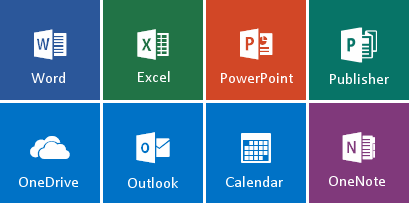 Word
Excel
PowerPoint
Publisher
OneDrive
Outlook
Calendar
OneNote